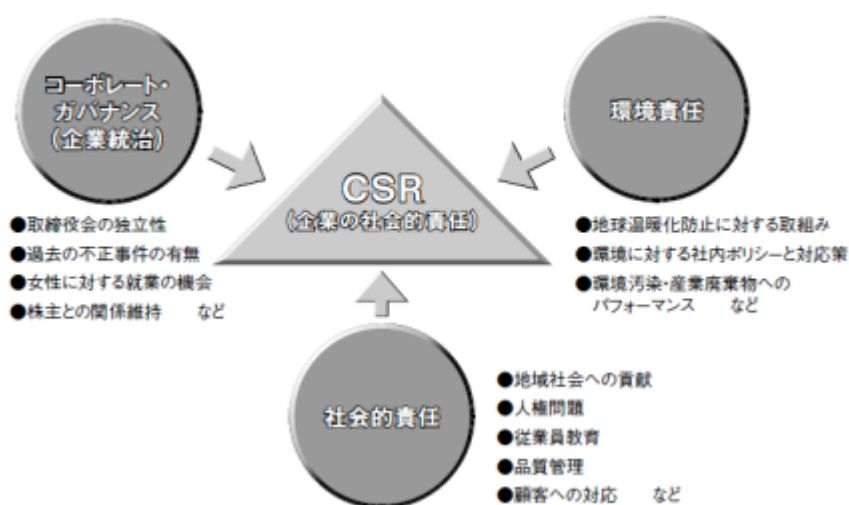 コーポレート・
ガバナンス
(企業統治)
●取締役会の独立性
●過去の不正事件の有無
●女性に対する就業の機会
●株主との関係維持　など
CSR
(企業の社会的責任)
環境責任
●地球温暖化防止に対する取組み
●環境に対する社内ポリシーと対応策
●環境汚染・産業廃棄物への
パフォーマンス　など
社会的責任
●地域社会への貢献
●人権問題
●従業員教育
●品質管理
●顧客への対応　など